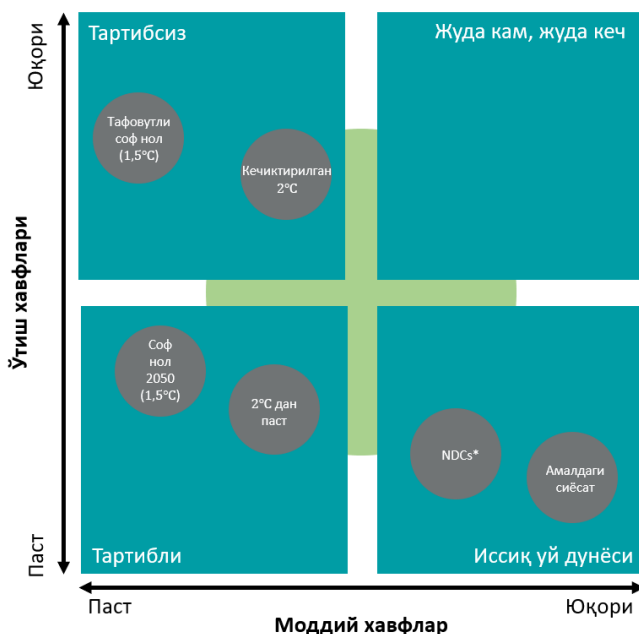 Тартибсиз
Жуда кам, жуда кеч
Юқори
Тафовутли
соф нол
(1,5°C)
Кечиктирилган
2°C
Ўтиш хавфлари
Соф
нол
2050
(1,5°C)
2°C дан
паст
NDCs*
Амалдаги
сиёсат
Паст
Тартибли
Иссиқ уй дунёси
Паст
Юқори
Моддий хавфлар